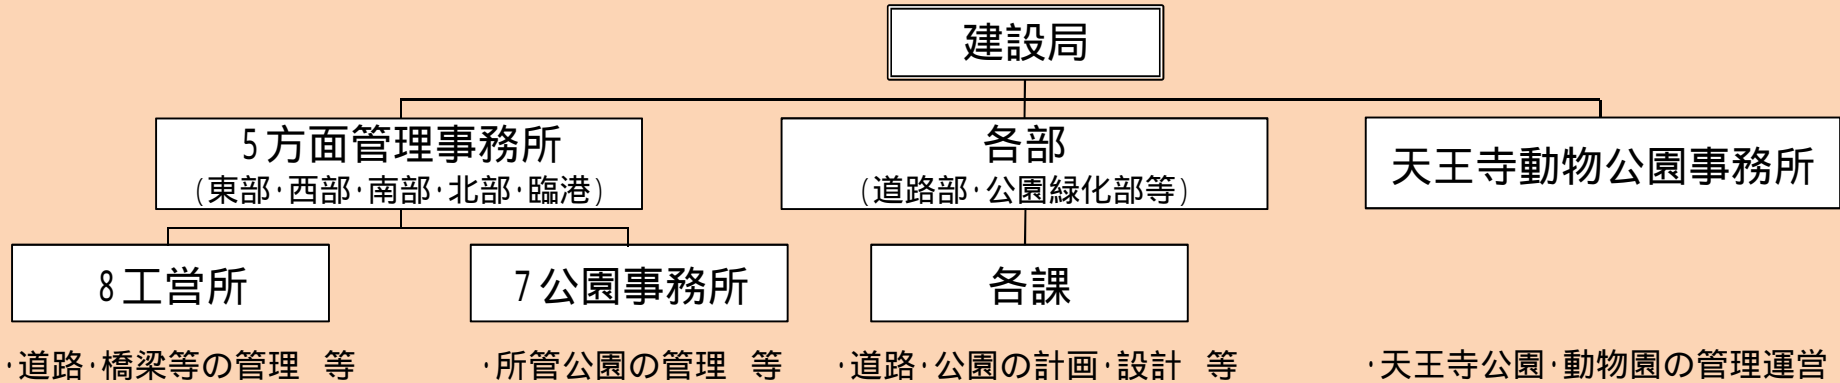 建設局
5方面管理事務所
(東部･西部･南部･北部･臨港)
各部
(道路部･公園緑化部等)
天王寺動物公園事務所
8工営所
7公園事務所
各課
･道路･橋梁等の管理 等
･所管公園の管理 等
･道路･公園の計画･設計 等
･天王寺公園･動物園の管理運営